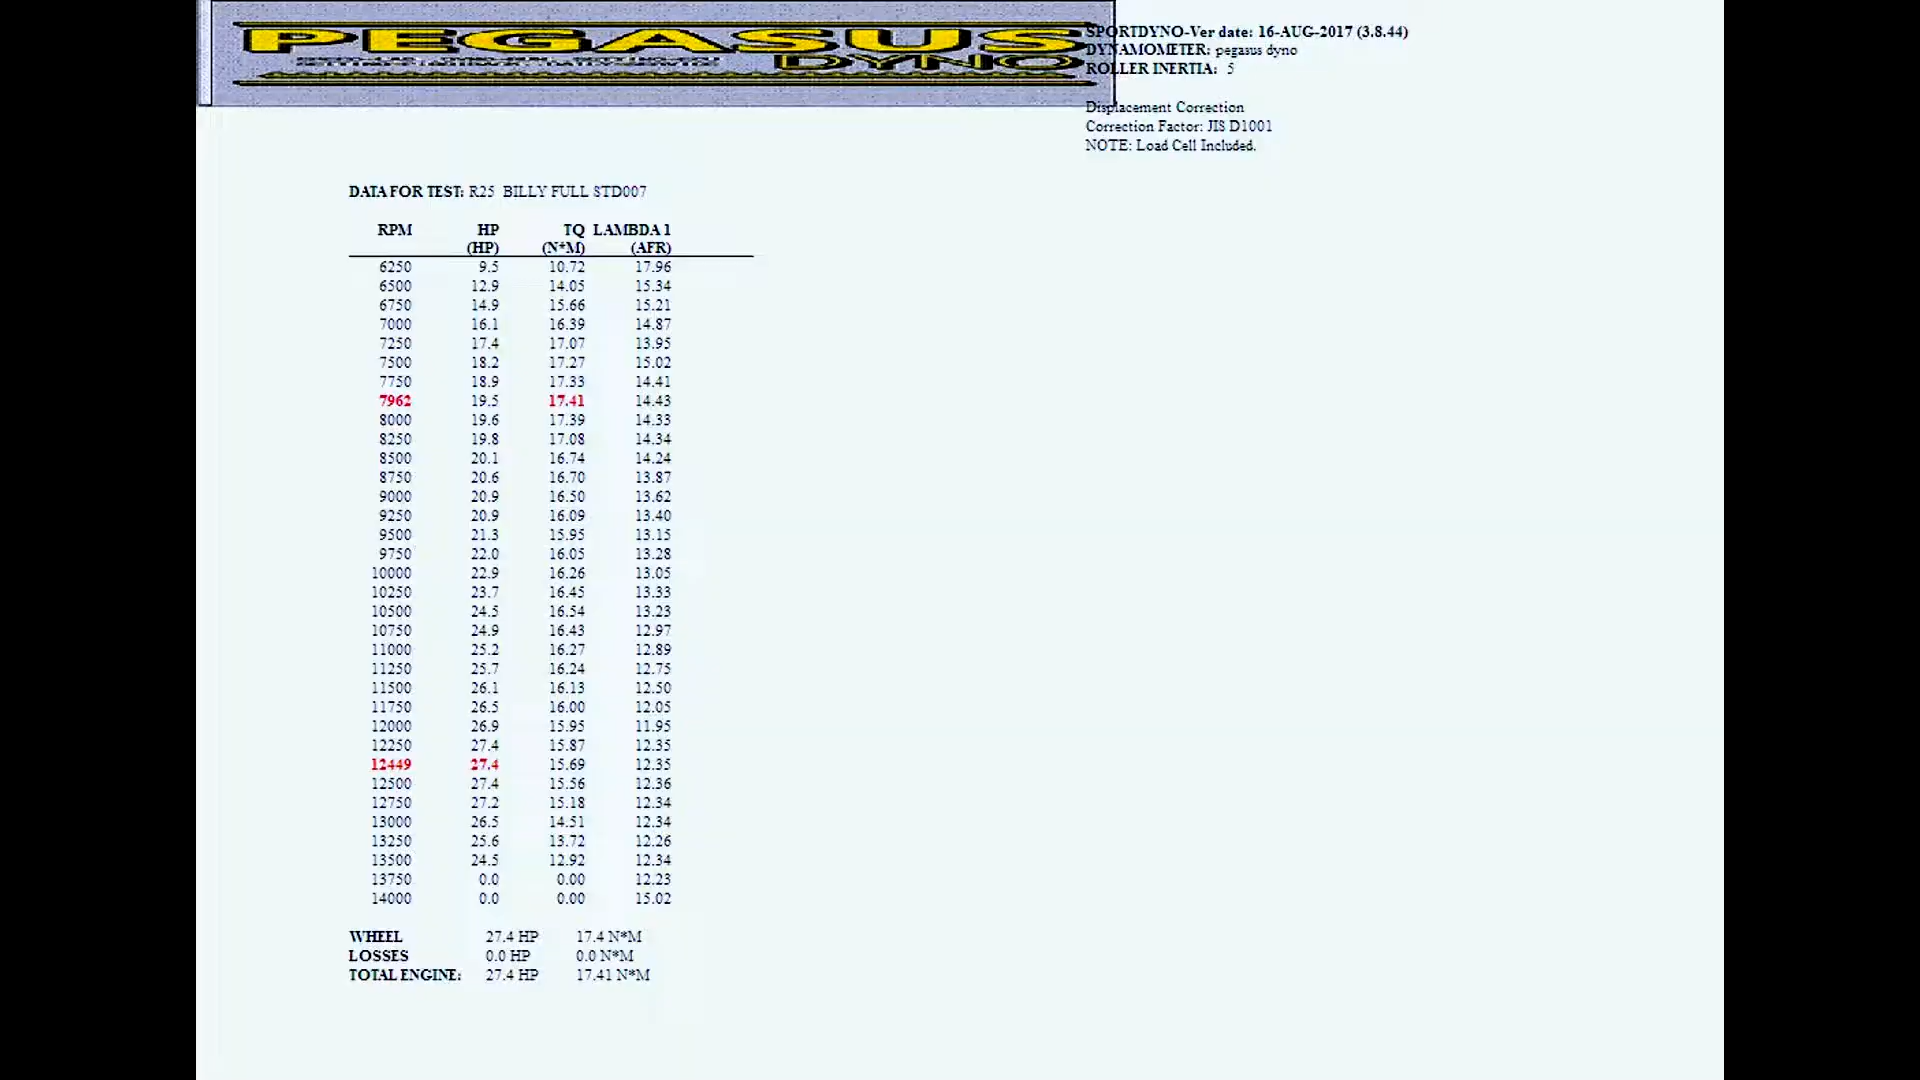 PEGASUS
DYNO
SPORTDYNO-Ver date: 16-AUG-2017 (3.8.44)
DYNAMOMETER: pegasus dyno
ROLLER INERTIA: 5
Displacement Correction
Correction Factor: JIS D1001
NOTE: Load Cell Included.
DATA FOR TEST: R25 BILLY FULL STD007
RPM HP TQ LAMBDA 1
(HP) (N*M) (AFR)
6250 9.5 10.72 17.96
6500 12.9 14.05 15.34
6750 14.9 15.66 15.21
7000 16.1 16.39 14.87
7250 17.4 17.07 13.95
7500 18.2 17.27 15.02
7750 18.9 17.33 14.41
7962 19.5 17.41 14.43
8000 19.6 17.39 14.33
8250 19.8 17.08 14.34
8500 20.1 16.74 14.24
8750 20.6 16.70 13.87
9000 20.9 16.50 13.62
9250 20.9 16.09 13.40
9500 21.3 15.95 13.15
9750 22.0 16.05 13.28
10000 22.9 16.26 13.05
10250 23.7 16.45 13.33
10500 24.5 16.54 13.23
10750 24.9 16.43 12.97
11000 25.2 16.27 12.89
11250 25.7 16.24 12.75
11500 26.1 16.13 12.50
11750 26.5 16.00 12.05
12000 26.9 15.95 11.95
12250 27.4 15.87 12.35
12449 27.4 15.69 12.35
12500 27.4 15.56 12.36
12750 27.2 15.18 12.34
13000 26.5 14.51 12.34
13250 25.6 13.72 12.26
13500 24.5 12.92 12.34
13750 0.0 0.00 12.23
14000 0.0 0.00 15.02
WHEEL 27.4 HP 17.4 N*M
LOSSES 0.0 HP 0.0 N*M
TOTAL ENGINE: 27.4 HP 17.41 N*M